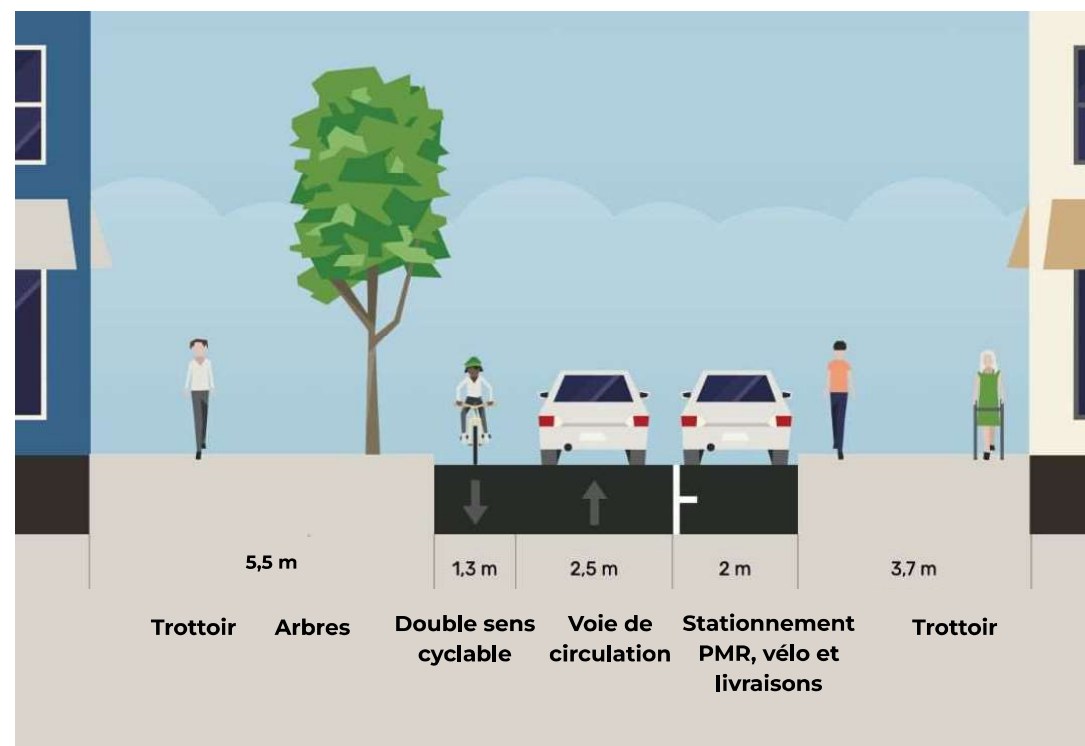 5,5 m
1,3 m
2,5 m
2 m
3,7 m
Trottoir
Arbres
Double sens
cyclable
Voie de
circulation
Stationnement
PMR, vélo et
livraisons
Trottoir